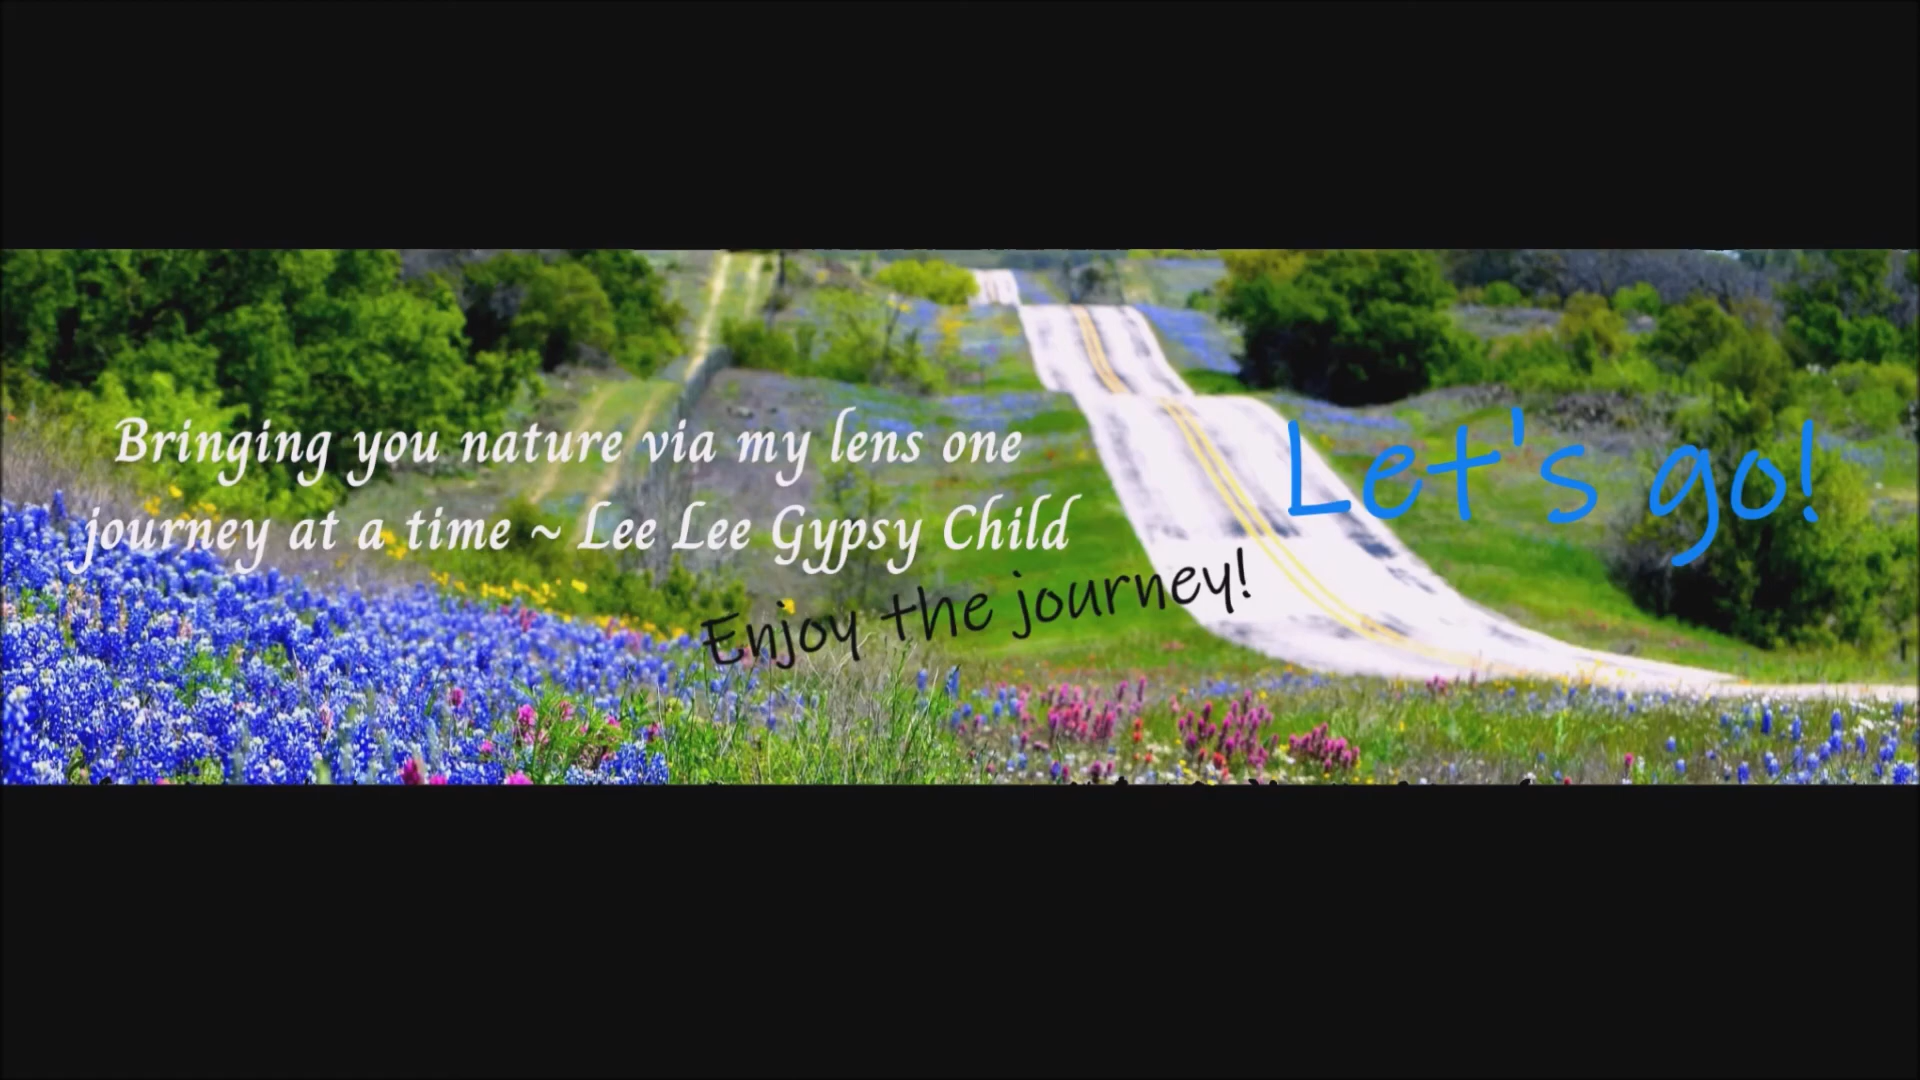 Bringing you nature via my lens one
journey at a time ~ Lee Lee Gypsy Child
Enjoy the journey!
Let's go!